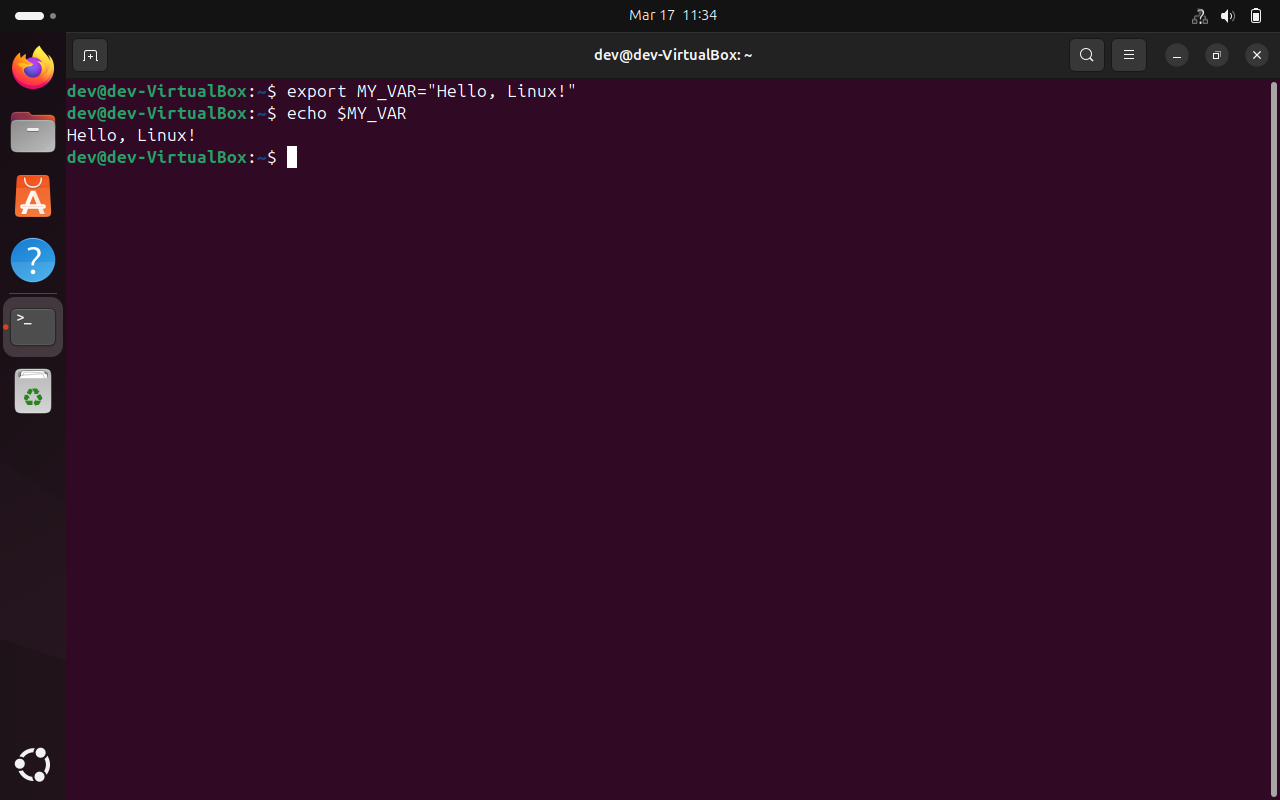 Mar 17 11:34
dev@dev-VirtualBox: ~
dev@dev-VirtualBox:~$ export MY_VAR="Hello, Linux!"
dev@dev-VirtualBox:~$ echo $MY_VAR
Hello, Linux!
dev@dev-VirtualBox:~$